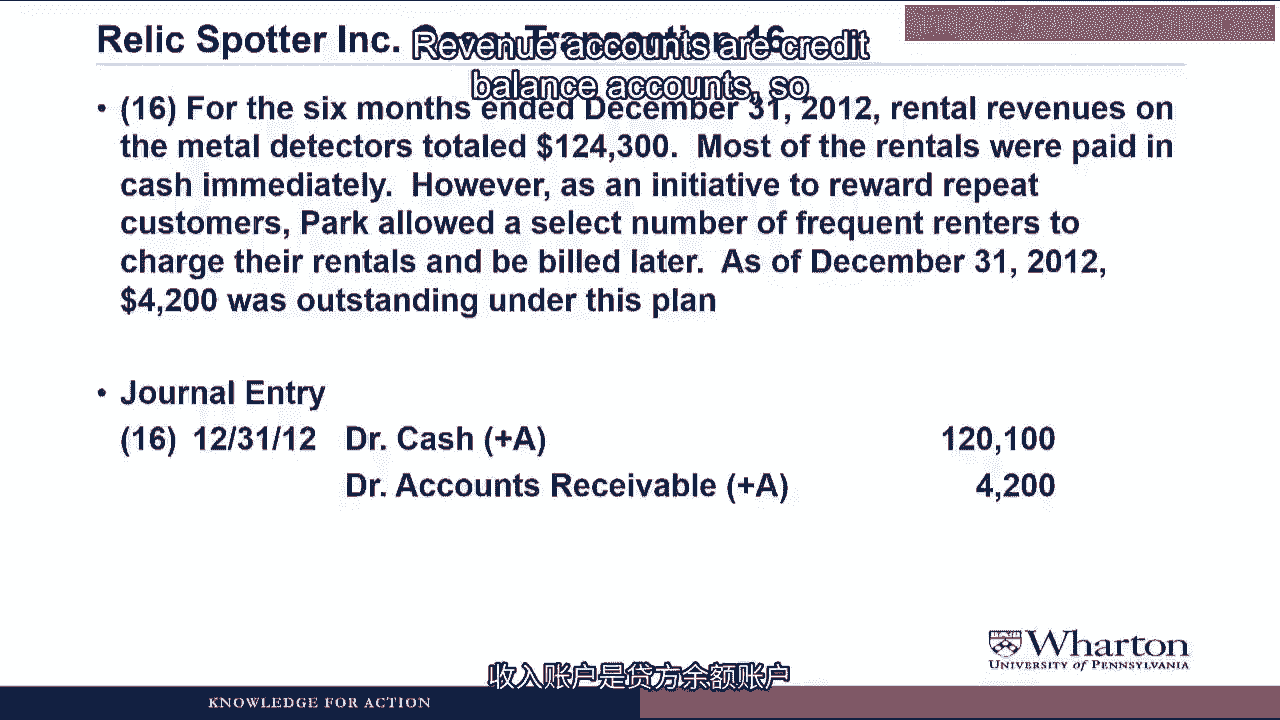 Relic Spotter Inc. Case: Transaction 16
Revenue accounts are credit
balance accounts, so
• (16) For the six months ended December 31, 2012, rental revenues on
the metal detectors totaled $124,300. Most of the rentals were paid in
cash immediately. However, as an initiative to reward repeat
customers, Park allowed a select number of frequent renters to
charge their rentals and be billed later. As of December 31, 2012,
$4,200 was outstanding under this plan
• Journal Entry
(16) 12/31/12 Dr. Cash (+A) 120,100
Dr. Accounts Receivable (+A) 4,200
Wharton
UNIVERSITY of PENNSYLVANIA
收入账户是贷方余额账户
KNOWLEDGE FOR ACTION